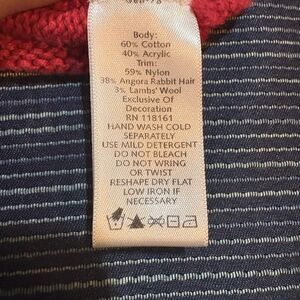 Body:
60% Cotton
40% Acrylic
Trim:
59% Nylon
38% Angora Rabbit Hair
3% Lambs' Wool
Exclusive Of
Decoration
RN 118161
HAND WASH COLD
SEPARATELY
USE MILD DETERGENT
DO NOT BLEACH
DO NOT WRING
OR TWIST
RESHAPE DRY FLAT
LOW IRON IF
NECESSARY